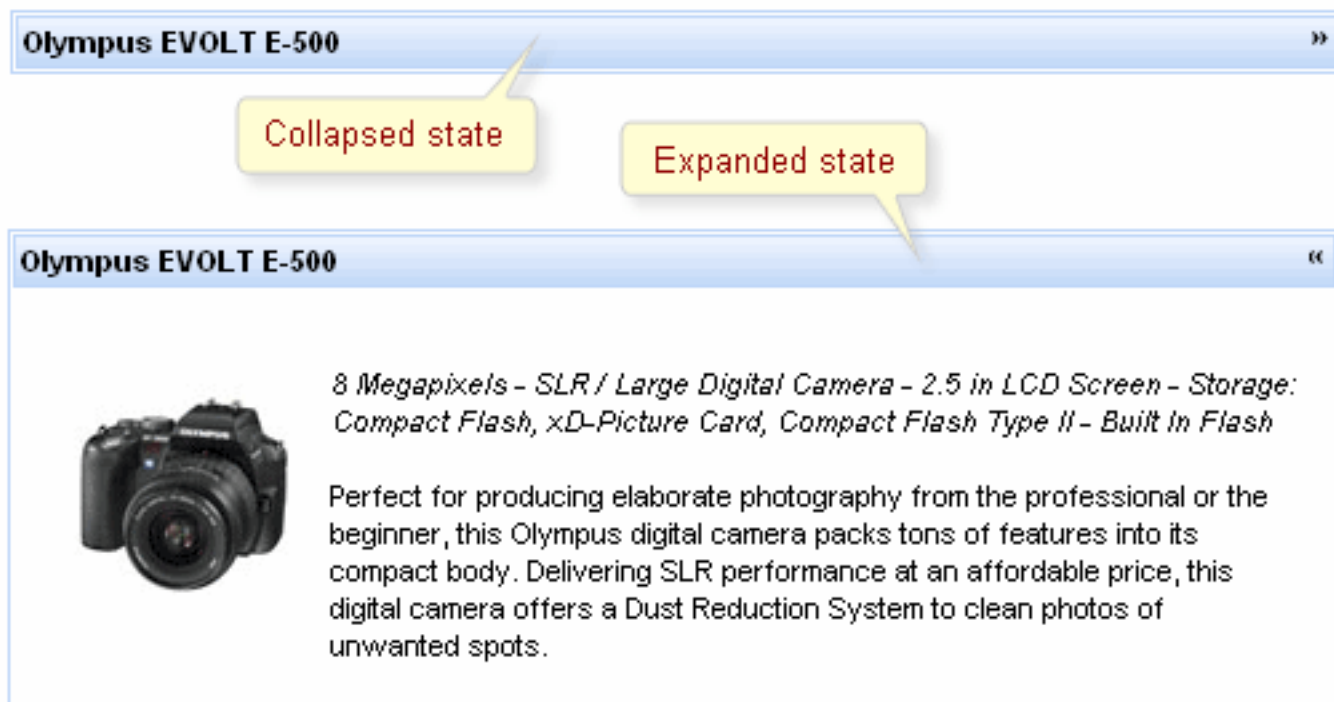 Olympus EVOLT E-500 »
Collapsed state
Expanded state
Olympus EVOLT E-500 «
8 Megapixels - SLR / Large Digital Camera - 2.5 in LCD Screen - Storage:
Compact Flash, xD-Picture Card, Compact Flash Type II - Built In Flash
OLYMPUS
Perfect for producing elaborate photography from the professional or the
beginner, this Olympus digital camera packs tons of features into its
compact body. Delivering SLR performance at an affordable price, this
digital camera offers a Dust Reduction System to clean photos of
unwanted spots.